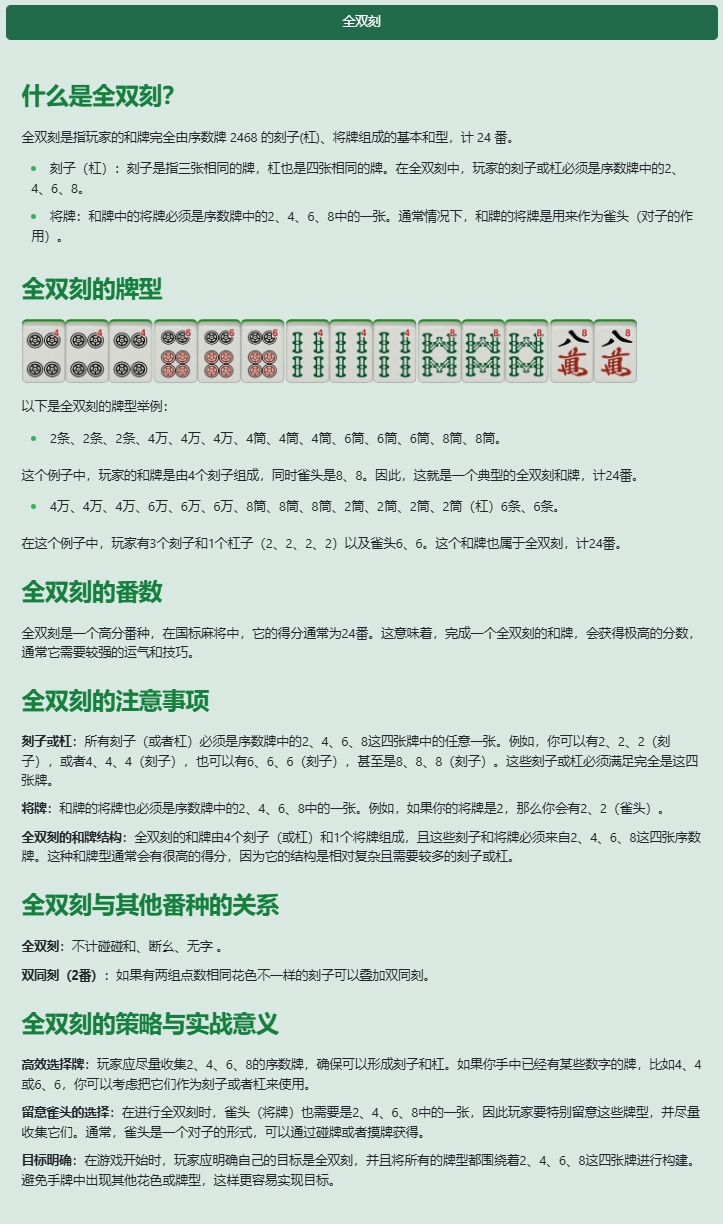 全双刻
什么是全双刻？
全双刻是指玩家的和牌完全由序数牌 2468 的刻子(杠)、将牌组成的基本和型，计 24 番。
刻子（杠）：刻子是指三张相同的牌，杠也是四张相同的牌。在全双刻中，玩家的刻子或杠必须是序数牌中的2、
4、6、8。
将牌：和牌中的将牌必须是序数牌中的2、4、6、8中的一张。通常情况下，和牌的将牌是用来作为雀头（对子的作
用）。
全双刻的牌型
4 4 4 6 6 6 4 4 4 8 8 8 8 8
八萬 八萬
以下是全双刻的牌型举例：
2条、2条、2条、4万、4万、4万、4筒、4筒、4筒、6筒、6筒、6筒、8筒、8筒。
这个例子中，玩家的和牌是由4个刻子组成，同时雀头是8、8。因此，这就是一个典型的全双刻和牌，计24番。
4万、4万、4万、6万、6万、6万、8筒、8筒、8筒、2筒、2筒、2筒、2筒（杠）6条、6条。
在这个例子中，玩家有3个刻子和1个杠子（2、2、2、2）以及雀头6、6。这个和牌也属于全双刻，计24番。
全双刻的番数
全双刻是一个高分番种，在国标麻将中，它的得分通常为24番。这意味着，完成一个全双刻的和牌，会获得极高的分数，
通常它需要较强的运气和技巧。
全双刻的注意事项
刻子或杠：所有刻子（或者杠）必须是序数牌中的2、4、6、8这四张牌中的任意一张。例如，你可以有2、2、2（刻
子），或者4、4、4（刻子），也可以有6、6、6（刻子），甚至是8、8、8（刻子）。这些刻子或杠必须满足完全是这四
张牌。
将牌：和牌的将牌也必须是序数牌中的2、4、6、8中的一张。例如，如果你的将牌是2，那么你会有2、2（雀头）。
全双刻的和牌结构：全双刻的和牌由4个刻子（或杠）和1个将牌组成，且这些刻子和将牌必须来自2、4、6、8这四张序数
牌。这种和牌型通常会有很高的得分，因为它的结构是相对复杂且需要较多的刻子或杠。
全双刻与其他番种的关系
全双刻：不计碰碰和、断幺、无字 。
双同刻（2番）：如果有两组点数相同花色不一样的刻子可以叠加双同刻。
全双刻的策略与实战意义
高效选择牌：玩家应尽量收集2、4、6、8的序数牌，确保可以形成刻子和杠。如果你手中已经有某些数字的牌，比如4、4
或6、6，你可以考虑把它们作为刻子或者杠来使用。
留意雀头的选择：在进行全双刻时，雀头（将牌）也需要是2、4、6、8中的一张，因此玩家要特别留意这些牌型，并尽量
收集它们。通常，雀头是一个对子的形式，可以通过碰牌或者摸牌获得。
目标明确：在游戏开始时，玩家应明确自己的目标是全双刻，并且将所有的牌型都围绕着2、4、6、8这四张牌进行构建。
避免手牌中出现其他花色或牌型，这样更容易实现目标。